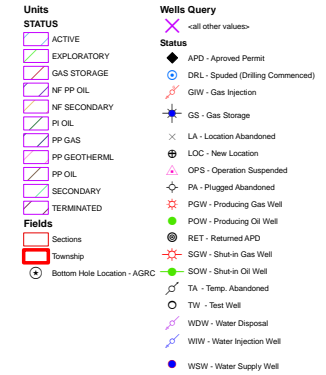 Units
STATUS
ACTIVE
EXPLORATORY
GAS STORAGE
NF PP OIL
NF SECONDARY
PI OIL
PP GAS
PP GEOTHERML
PP OIL
SECONDARY
TERMINATED
Fields
Sections
Township
Bottom Hole Location - AGRC
Wells Query
<all other values>
Status
APD - Aproved Permit
DRL - Spuded (Drilling Commenced)
GIW - Gas Injection
GS - Gas Storage
LA - Location Abandoned
LOC - New Location
OPS - Operation Suspended
PA - Plugged Abandoned
PGW - Producing Gas Well
POW - Producing Oil Well
RET - Returned APD
SGW - Shut-in Gas Well
SOW - Shut-in Oil Well
TA - Temp. Abandoned
TW - Test Well
WDW - Water Disposal
WIW - Water Injection Well
WSW - Water Supply Well